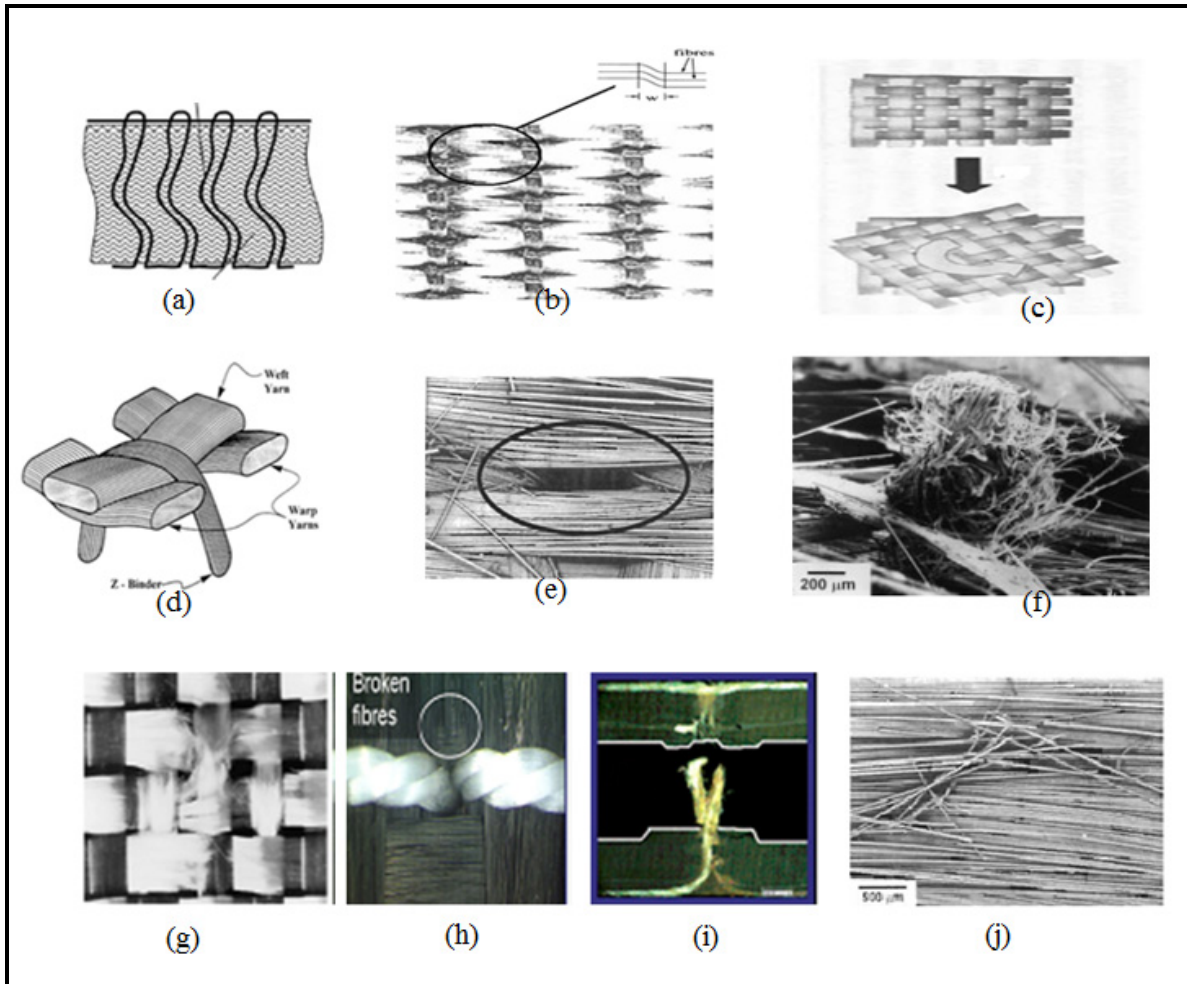 fibres
w
(a)
(b)
(c)
Weft
Yarn
Warp
Yarns
Z - Binder
(d)
(e)
200 μm
(f)
Broken
fibres
(g)
(h)
(i)
500 μm
(j)